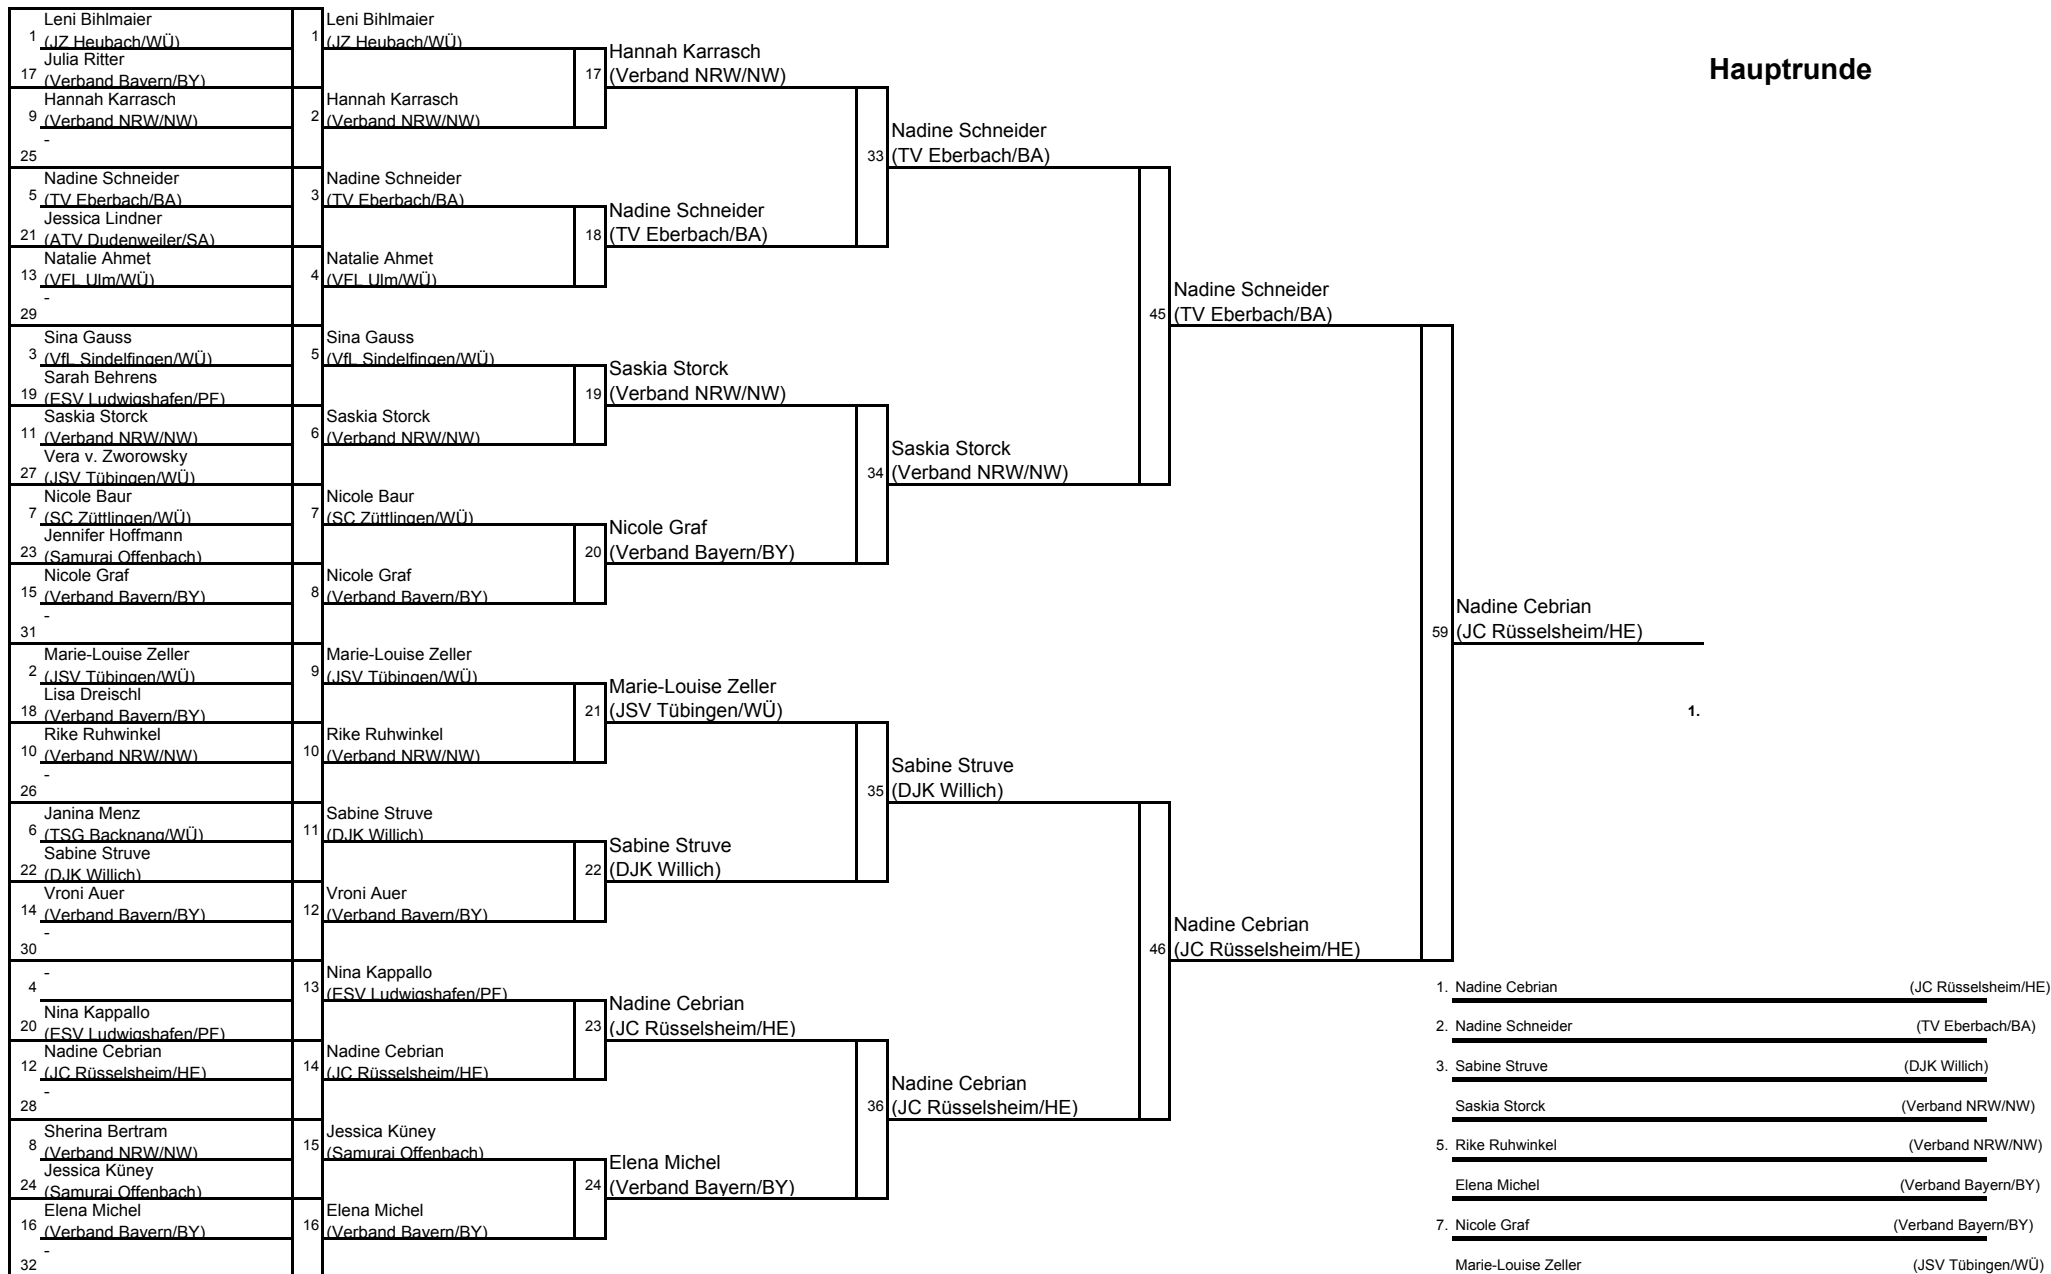 Hauptrunde
1 Leni Bihlmaier
(JZ Heubach/WÜ)
17 Julia Ritter
(Verband Bayern/BY)
9 Hannah Karrasch
(Verband NRW/NW)
25 -
5 Nadine Schneider
(TV Eberbach/BA)
21 Jessica Lindner
(ATV Dudenweiler/SA)
13 Natalie Ahmet
(VFL Ulm/WÜ)
29 -
3 Sina Gauss
(VfL Sindelfingen/WÜ)
19 Sarah Behrens
(ESV Ludwigshafen/PF)
11 Saskia Storck
(Verband NRW/NW)
27 Vera v. Zworowsky
(JSV Tübingen/WÜ)
7 Nicole Baur
(SC Züttlingen/WÜ)
23 Jennifer Hoffmann
(Samurai Offenbach)
15 Nicole Graf
(Verband Bayern/BY)
31 -
2 Marie-Louise Zeller
(JSV Tübingen/WÜ)
18 Lisa Dreischl
(Verband Bayern/BY)
10 Rike Ruhwinkel
(Verband NRW/NW)
26 -
6 Janina Menz
(TSG Backnang/WÜ)
22 Sabine Struve
(DJK Willich)
14 Vroni Auer
(Verband Bayern/BY)
30 -
4 -
20 Nina Kappallo
(ESV Ludwigshafen/PF)
12 Nadine Cebrian
(JC Rüsselsheim/HE)
28 -
8 Sherina Bertram
(Verband NRW/NW)
24 Jessica Küney
(Samurai Offenbach)
16 Elena Michel
(Verband Bayern/BY)
32 -
1 Leni Bihlmaier
(JZ Heubach/WÜ)
2 Hannah Karrasch
(Verband NRW/NW)
3 Nadine Schneider
(TV Eberbach/BA)
4 Natalie Ahmet
(VFL Ulm/WÜ)
5 Sina Gauss
(VfL Sindelfingen/WÜ)
6 Saskia Storck
(Verband NRW/NW)
7 Nicole Baur
(SC Züttlingen/WÜ)
8 Nicole Graf
(Verband Bayern/BY)
9 Marie-Louise Zeller
(JSV Tübingen/WÜ)
10 Rike Ruhwinkel
(Verband NRW/NW)
11 Sabine Struve
(DJK Willich)
12 Vroni Auer
(Verband Bayern/BY)
13 Nina Kappallo
(ESV Ludwigshafen/PF)
14 Nadine Cebrian
(JC Rüsselsheim/HE)
15 Jessica Küney
(Samurai Offenbach)
16 Elena Michel
(Verband Bayern/BY)
17 Hannah Karrasch
(Verband NRW/NW)
18 Nadine Schneider
(TV Eberbach/BA)
19 Saskia Storck
(Verband NRW/NW)
20 Nicole Graf
(Verband Bayern/BY)
21 Marie-Louise Zeller
(JSV Tübingen/WÜ)
22 Sabine Struve
(DJK Willich)
23 Nadine Cebrian
(JC Rüsselsheim/HE)
24 Elena Michel
(Verband Bayern/BY)
33 Nadine Schneider
(TV Eberbach/BA)
34 Saskia Storck
(Verband NRW/NW)
35 Sabine Struve
(DJK Willich)
36 Nadine Cebrian
(JC Rüsselsheim/HE)
45 Nadine Schneider
(TV Eberbach/BA)
46 Nadine Cebrian
(JC Rüsselsheim/HE)
59 Nadine Cebrian
(JC Rüsselsheim/HE)
1.
1. Nadine Cebrian (JC Rüsselsheim/HE)
2. Nadine Schneider (TV Eberbach/BA)
3. Sabine Struve (DJK Willich)
Saskia Storck (Verband NRW/NW)
5. Rike Ruhwinkel (Verband NRW/NW)
Elena Michel (Verband Bayern/BY)
7. Nicole Graf (Verband Bayern/BY)
Marie-Louise Zeller (JSV Tübingen/WÜ)